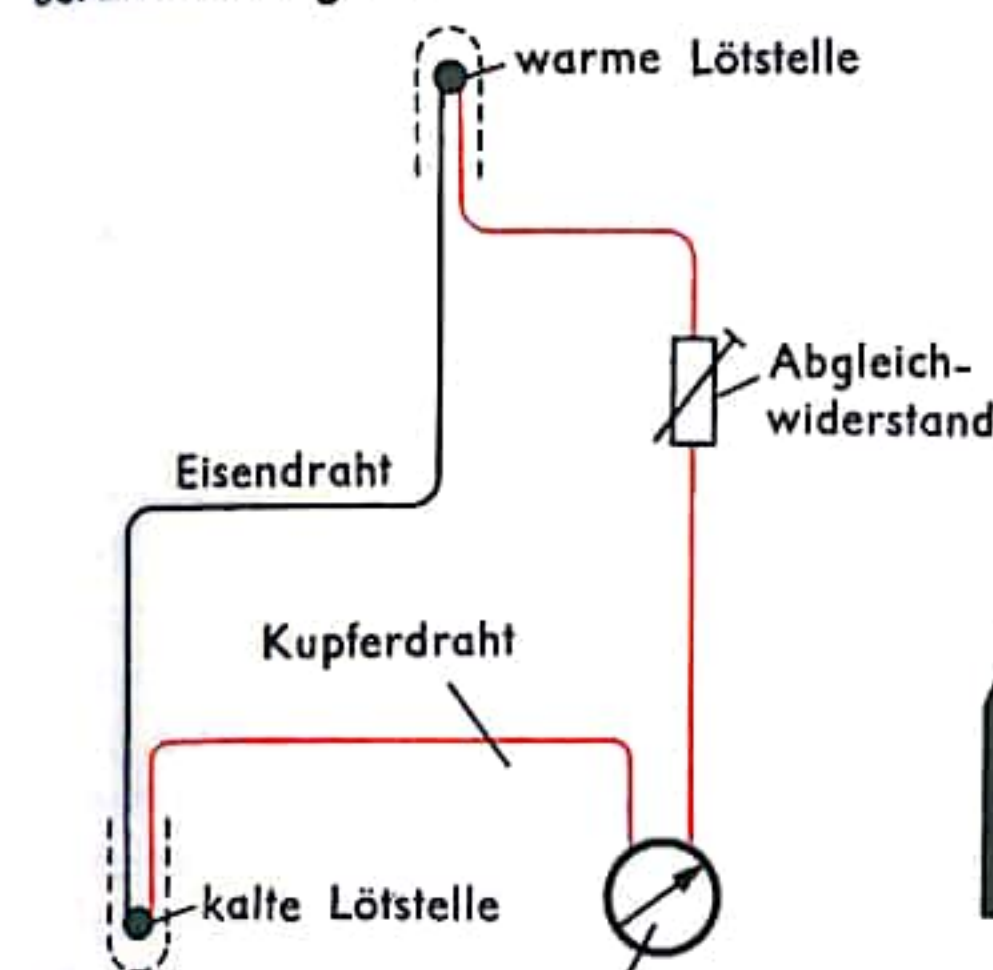 warme Lötstelle
Abgleich-
widerstand
Eisendraht
Kupferdraht
kalte Lötstelle